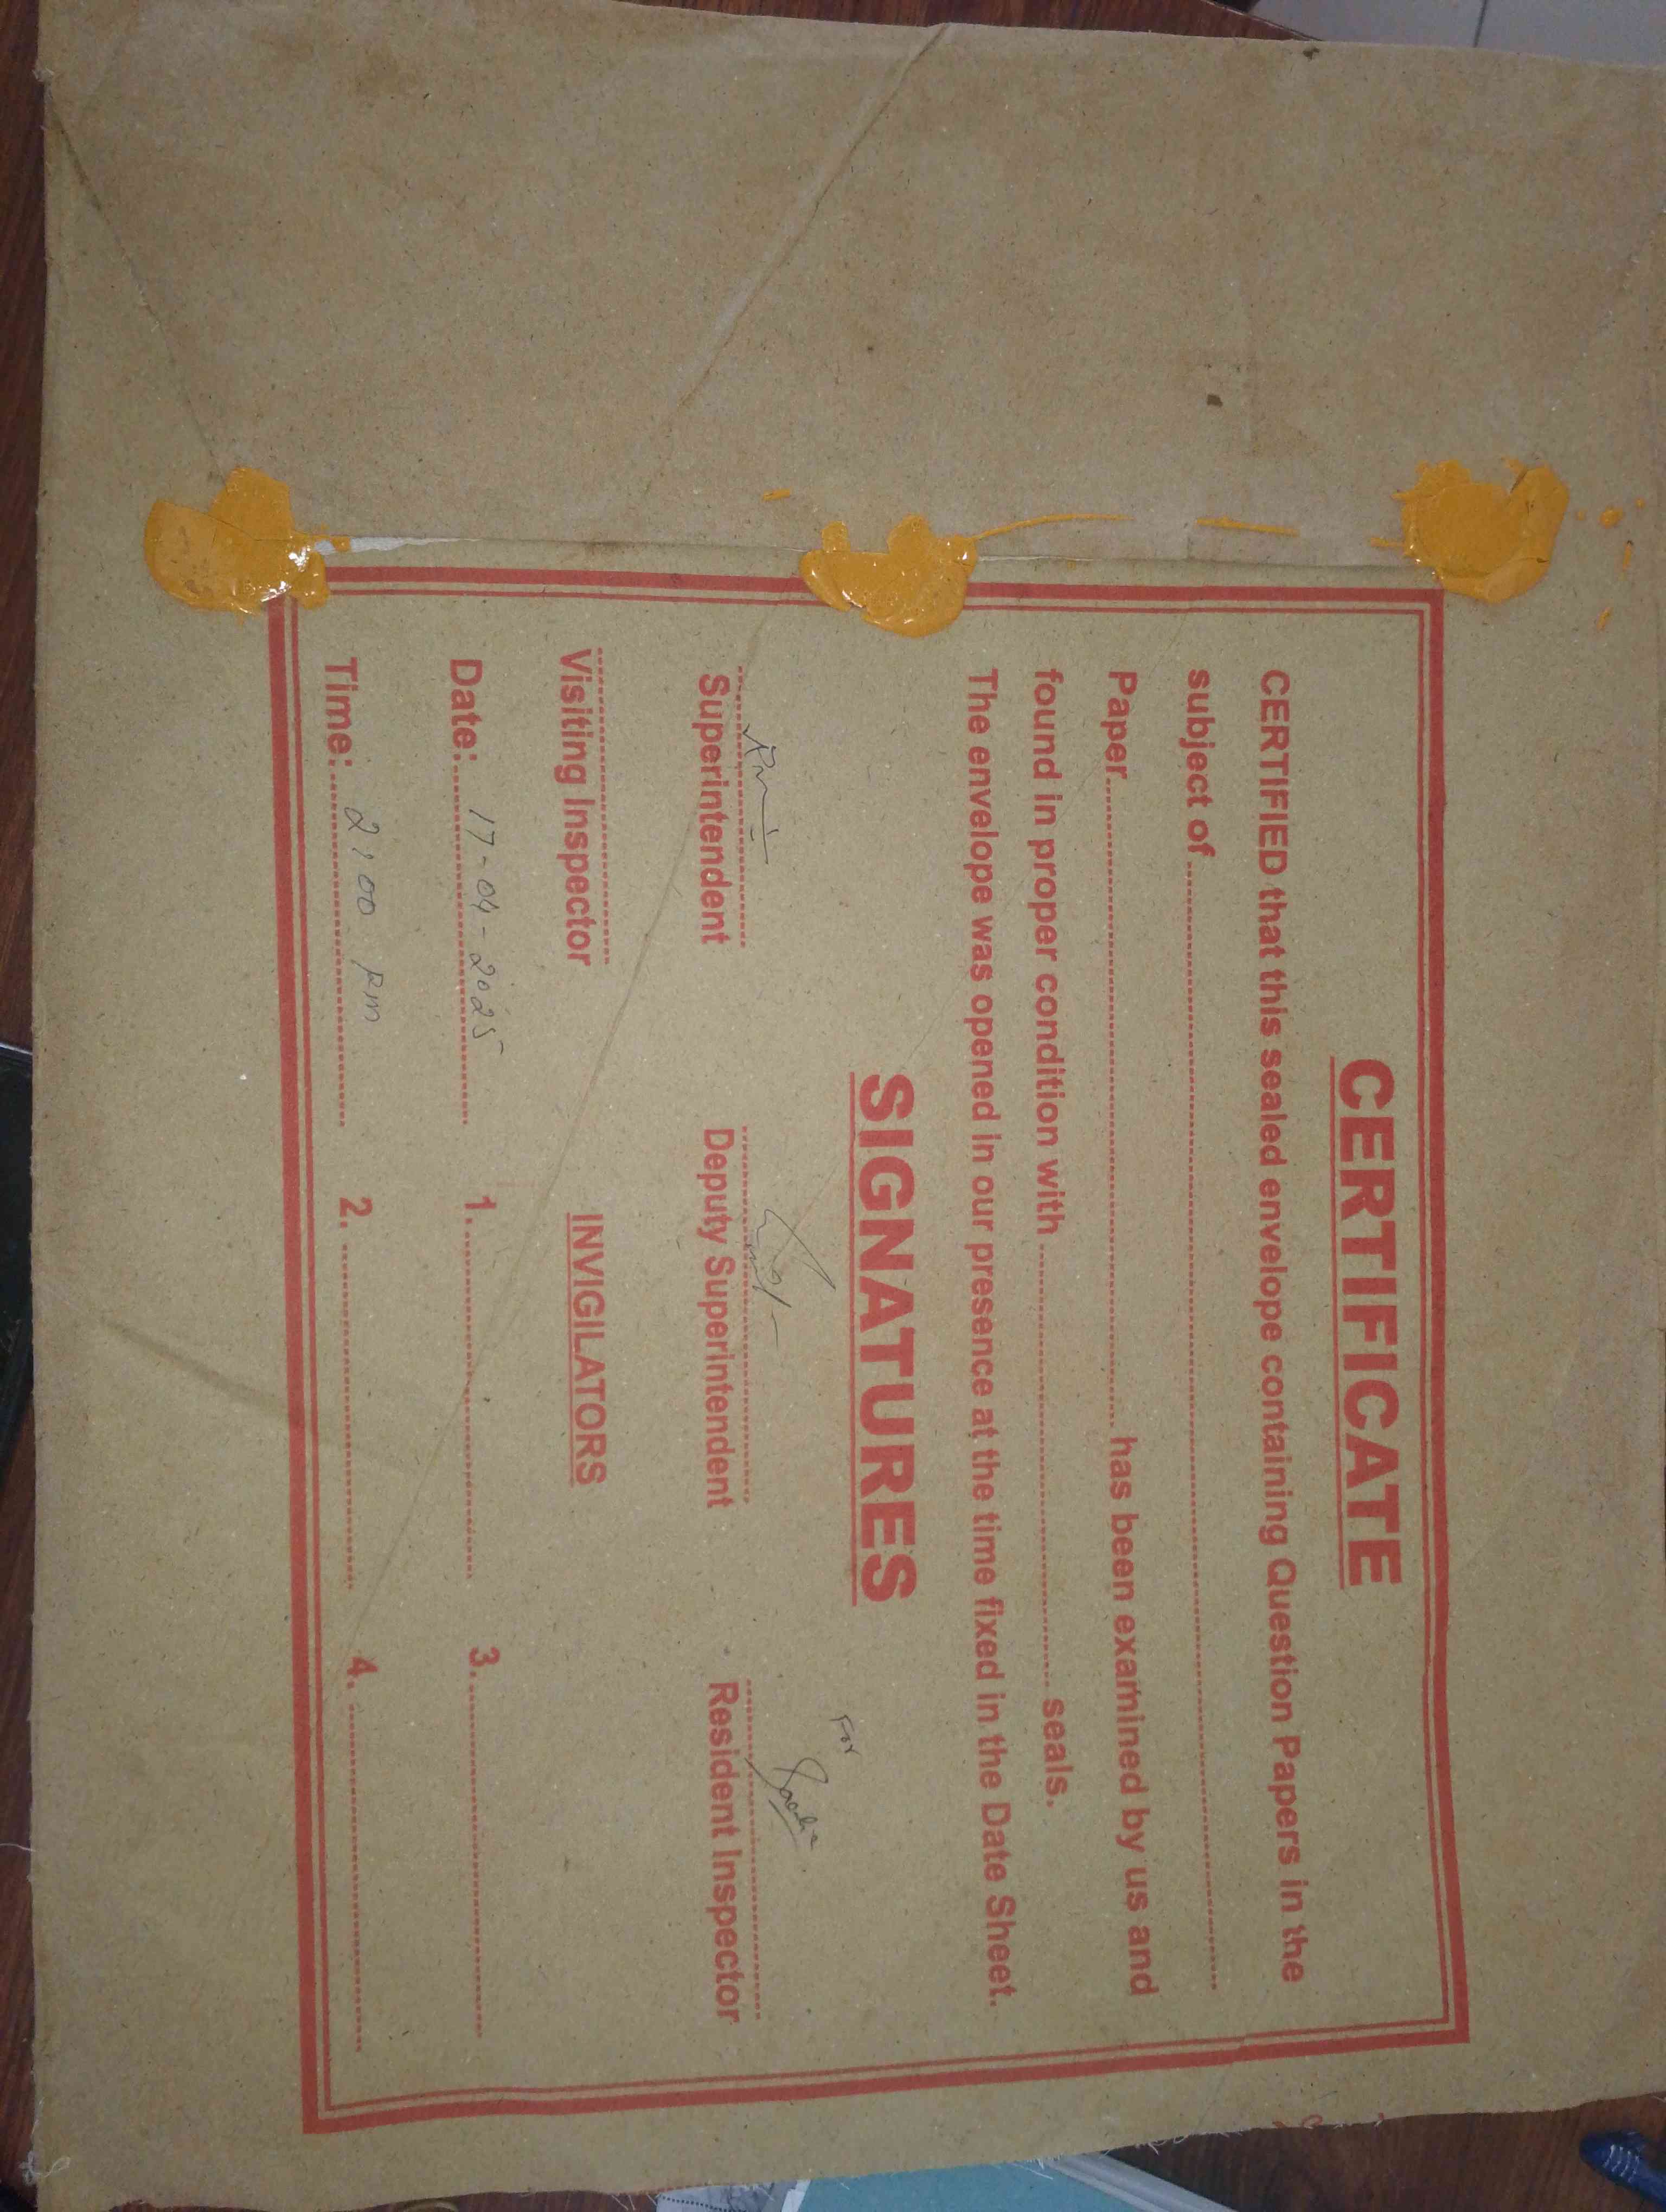 CERTIFICATE
CERTIFIED that this sealed envelope containing Question Papers in the
subject of
Paper has been examined by us and
found in proper condition with seals.
The envelope was opened in our presence at the time fixed in the Date Sheet.
SIGNATURES
For
Superintendent Deputy Superintendent Resident Inspector
Visiting Inspector INVIGILATORS
Date: 17-04-2025 1. 3.
Time: 2:00 pm 2. 4.